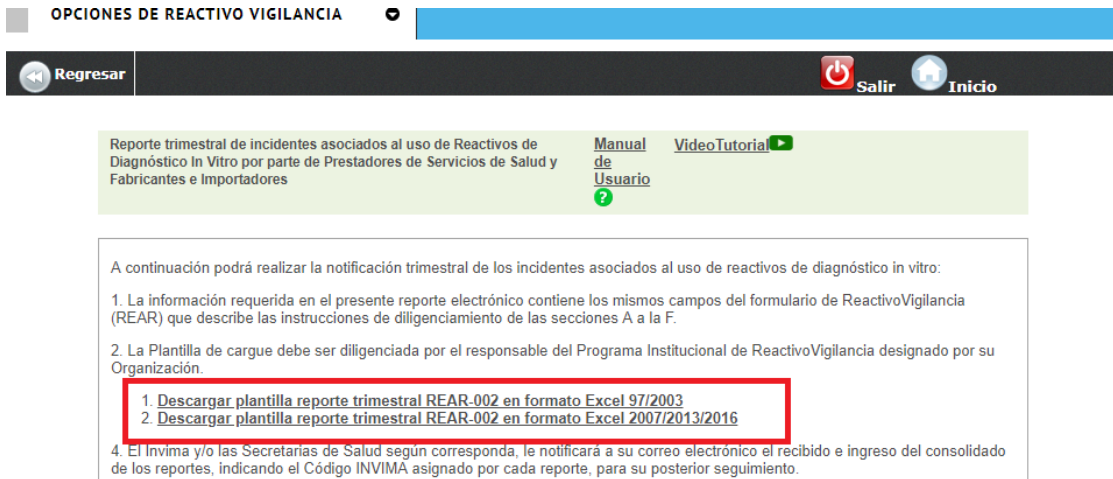 OPCIONES DE REACTIVO VIGILANCIA
Regresar
Salir
Inicio
Reporte trimestral de incidentes asociados al uso de Reactivos de
Diagnóstico In Vitro por parte de Prestadores de Servicios de Salud y
Fabricantes e Importadores
Manual
de
Usuario
?
VideoTutorial
A continuación podrá realizar la notificación trimestral de los incidentes asociados al uso de reactivos de diagnóstico in vitro:
1. La información requerida en el presente reporte electrónico contiene los mismos campos del formulario de ReactivoVigilancia
(REAR) que describe las instrucciones de diligenciamiento de las secciones A a la F.
2. La Plantilla de cargue debe ser diligenciada por el responsable del Programa Institucional de ReactivoVigilancia designado por su
Organización.
1. Descargar plantilla reporte trimestral REAR-002 en formato Excel 97/2003
2. Descargar plantilla reporte trimestral REAR-002 en formato Excel 2007/2013/2016
4. El Invima y/o las Secretarias de Salud según corresponda, le notificará a su correo electrónico el recibido e ingreso del consolidado
de los reportes, indicando el Código INVIMA asignado por cada reporte, para su posterior seguimiento.